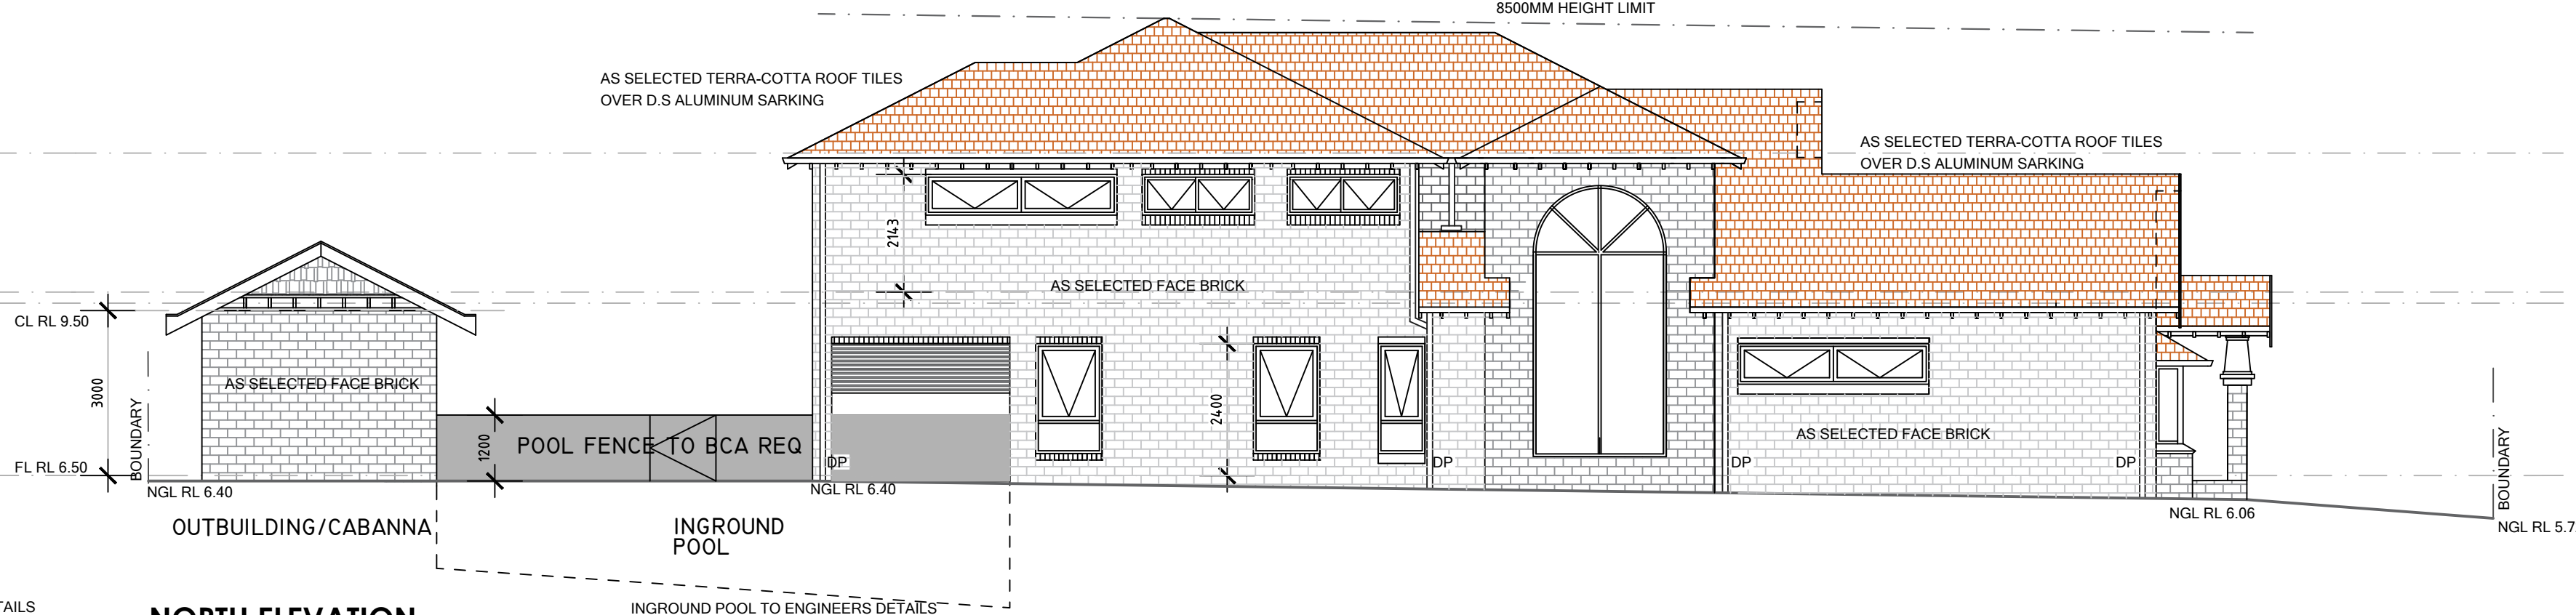 8500MM HEIGHT LIMIT
AS SELECTED TERRA-COTTA ROOF TILES
OVER D.S ALUMINUM SARKING
AS SELECTED TERRA-COTTA ROOF TILES
OVER D.S ALUMINUM SARKING
2143
AS SELECTED FACE BRICK
CL RL 9.50
3000
AS SELECTED FACE BRICK
BOUNDARY
FL RL 6.50
NGL RL 6.40
1200
POOL FENCE TO BCA REQ
DP
NGL RL 6.40
2400
DP
AS SELECTED FACE BRICK
DP
DP
BOUNDARY
NGL RL 6.06
NGL RL 5.7
OUTBUILDING/CABANNA
INGROUND
POOL
TAILS
NORTH ELEVATION
INGROUND POOL TO ENGINEERS DETAILS